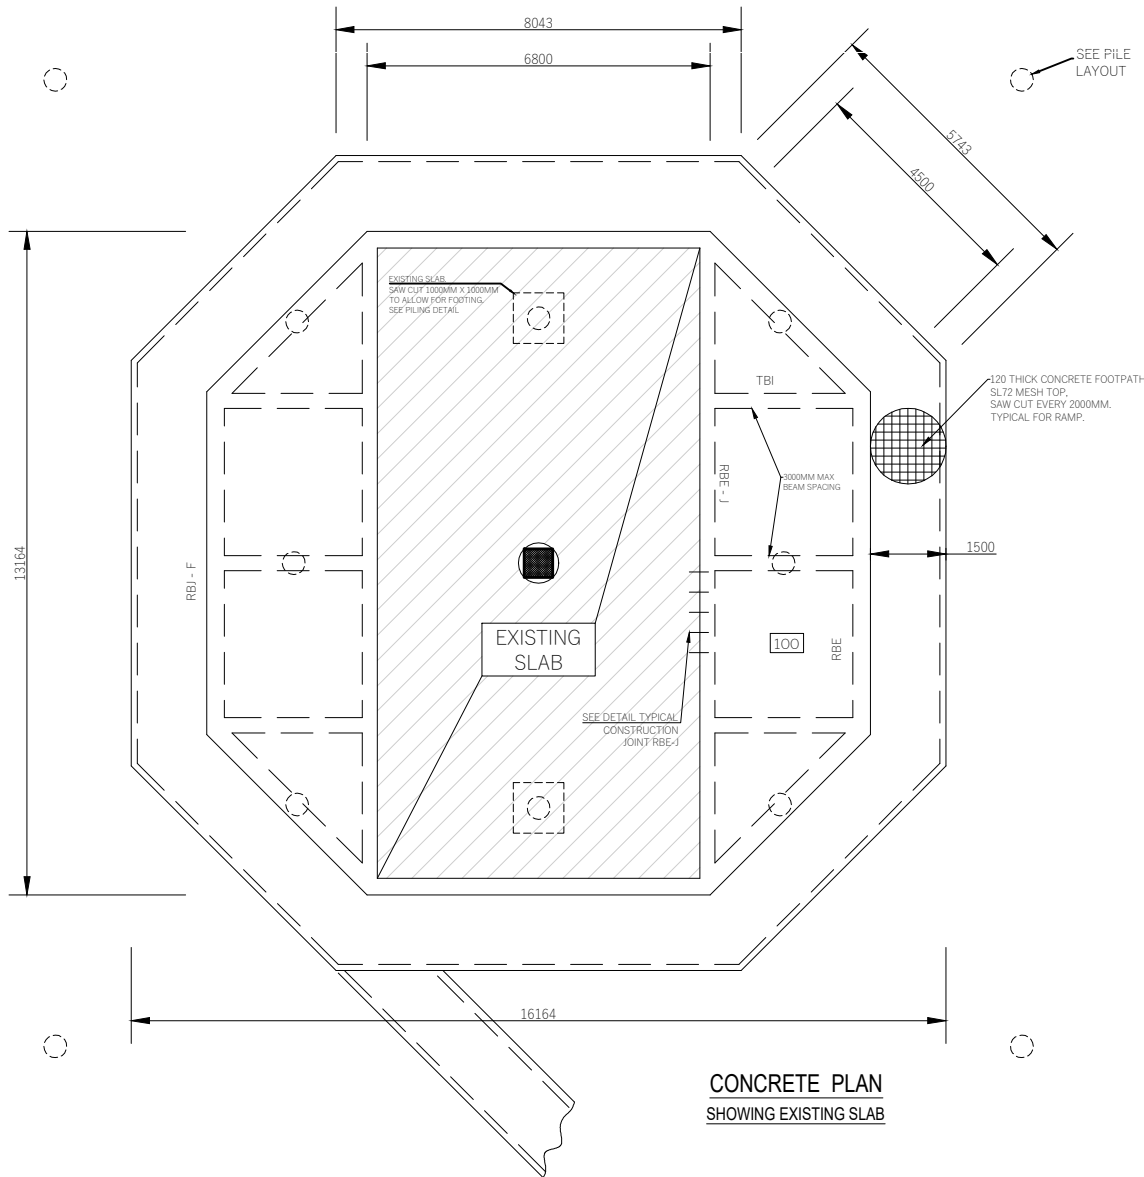 8043
6800
SEE PILE
LAYOUT
5743
4500
EXISTING SLAB,
SAW CUT 1000MM X 1000MM
TO ALLOW FOR FOOTING.
SEE PILING DETAIL
TBI
120 THICK CONCRETE FOOTPATH
SL72 MESH TOP,
SAW CUT EVERY 2000MM.
TYPICAL FOR RAMP.
RBE - J
3000MM MAX
BEAM SPACING
13164
1500
RBJ - F
EXISTING
SLAB
100
RBE
SEE DETAIL TYPICAL
CONSTRUCTION
JOINT RBE-J
16164
CONCRETE PLAN
SHOWING EXISTING SLAB